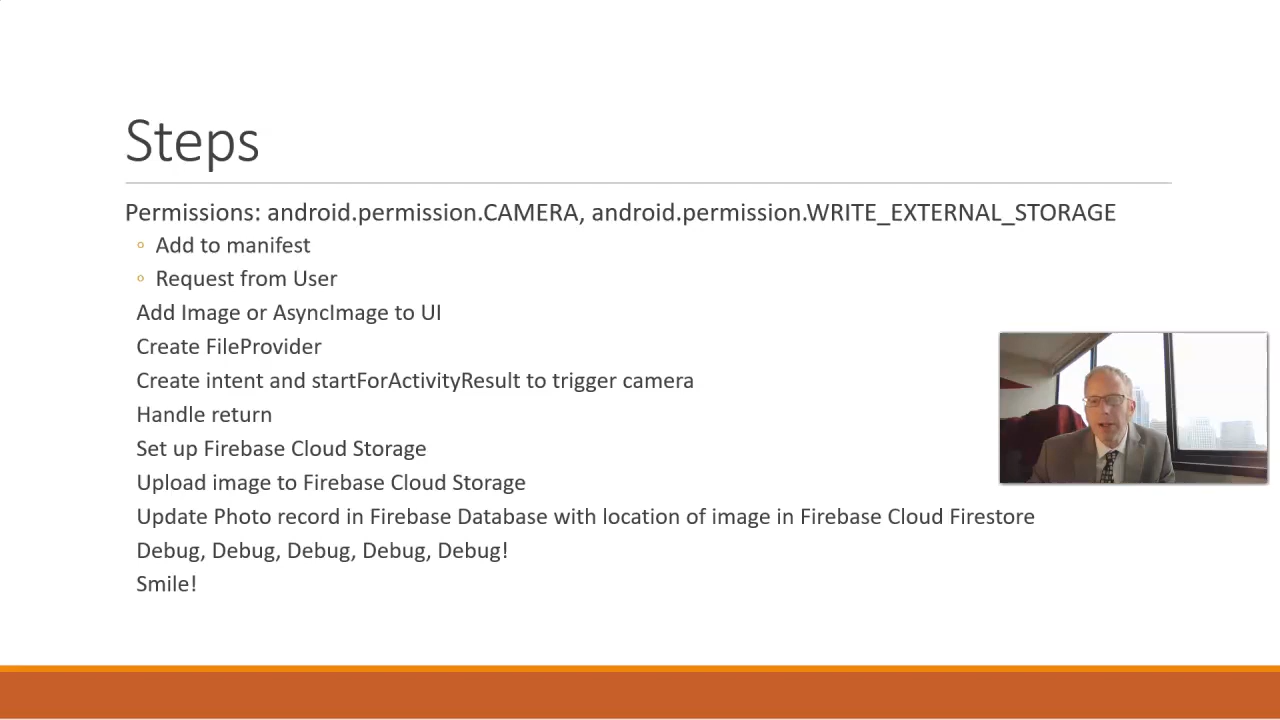 Steps
Permissions: android.permission.CAMERA, android.permission.WRITE_EXTERNAL_STORAGE
Add to manifest
Request from User
Add Image or AsyncImage to UI
Create FileProvider
Create intent and startForActivityResult to trigger camera
Handle return
Set up Firebase Cloud Storage
Upload image to Firebase Cloud Storage
Update Photo record in Firebase Database with location of image in Firebase Cloud Firestore
Debug, Debug, Debug, Debug, Debug!
Smile!